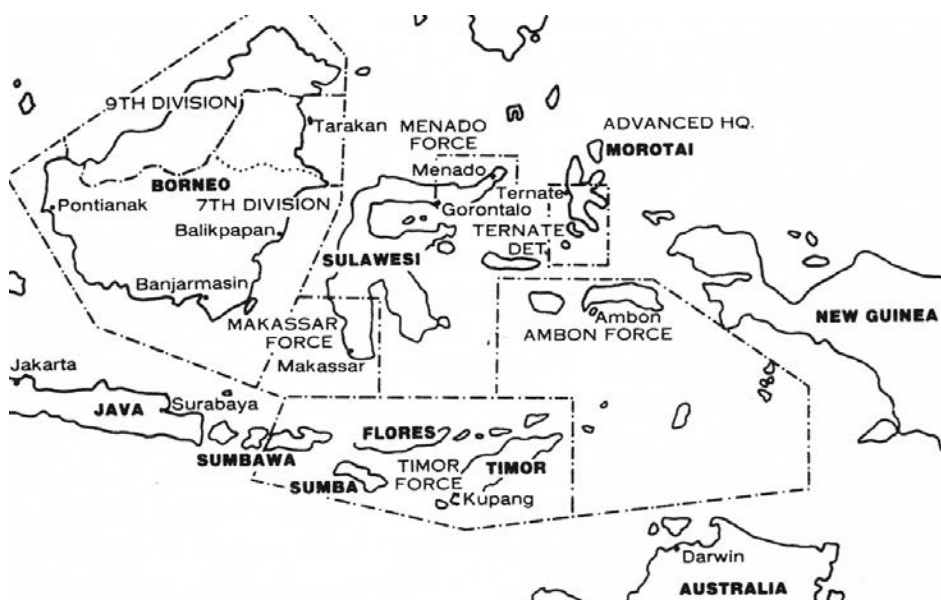 9TH DIVISION
Tarakan
MENADO
FORCE
ADVANCED HQ.
MOROTAI
BORNEO
Menado
Ternate
Pontianak
7TH DIVISION
Gorontalo
Balikpapan
TERNATE
DET.
SULAWESI
Banjarmasin
MAKASSAR
FORCE
Ambon
AMBON FORCE
NEW GUINEA
Makassar
Jakarta
JAVA
Surabaya
FLORES
SUMBAWA
TIMOR
FORCE
TIMOR
SUMBA
Kupang
Darwin
AUSTRALIA